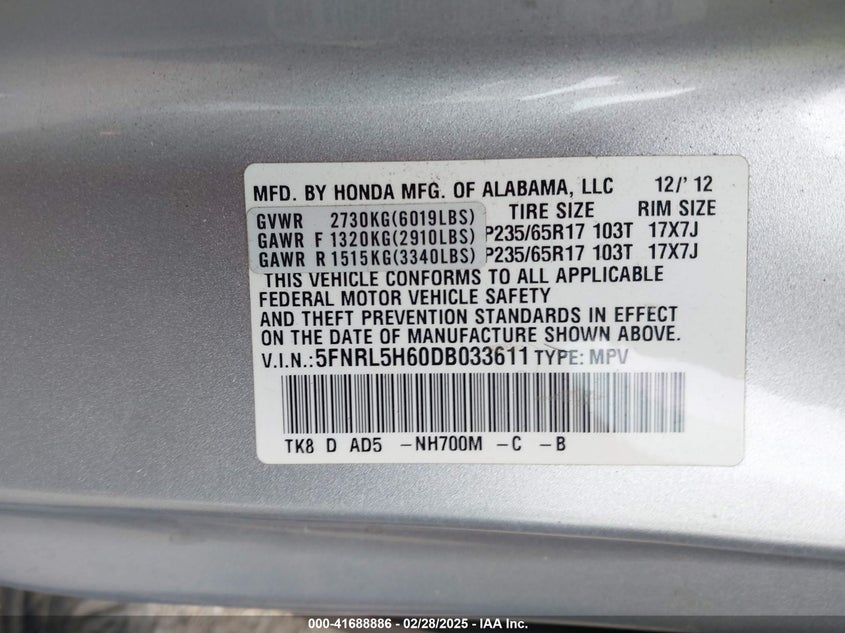 MFD. BY HONDA MFG. OF ALABAMA, LLC 12/'12
GVWR 2730KG(6019LBS) TIRE SIZE RIM SIZE
GAWR F 1320KG(2910LBS) P235/65R17 103T 17X7J
GAWR R 1515KG(3340LBS) P235/65R17 103T 17X7J
THIS VEHICLE CONFORMS TO ALL APPLICABLE
FEDERAL MOTOR VEHICLE SAFETY
AND THEFT PREVENTION STANDARDS IN EFFECT
ON THE DATE OF MANUFACTURE SHOWN ABOVE.
V.I.N.:5FNRL5H60DB033611 TYPE: MPV
TK8 D AD5 -NH700M -C -B
000-41688886 - 02/28/2025 - IAA Inc.